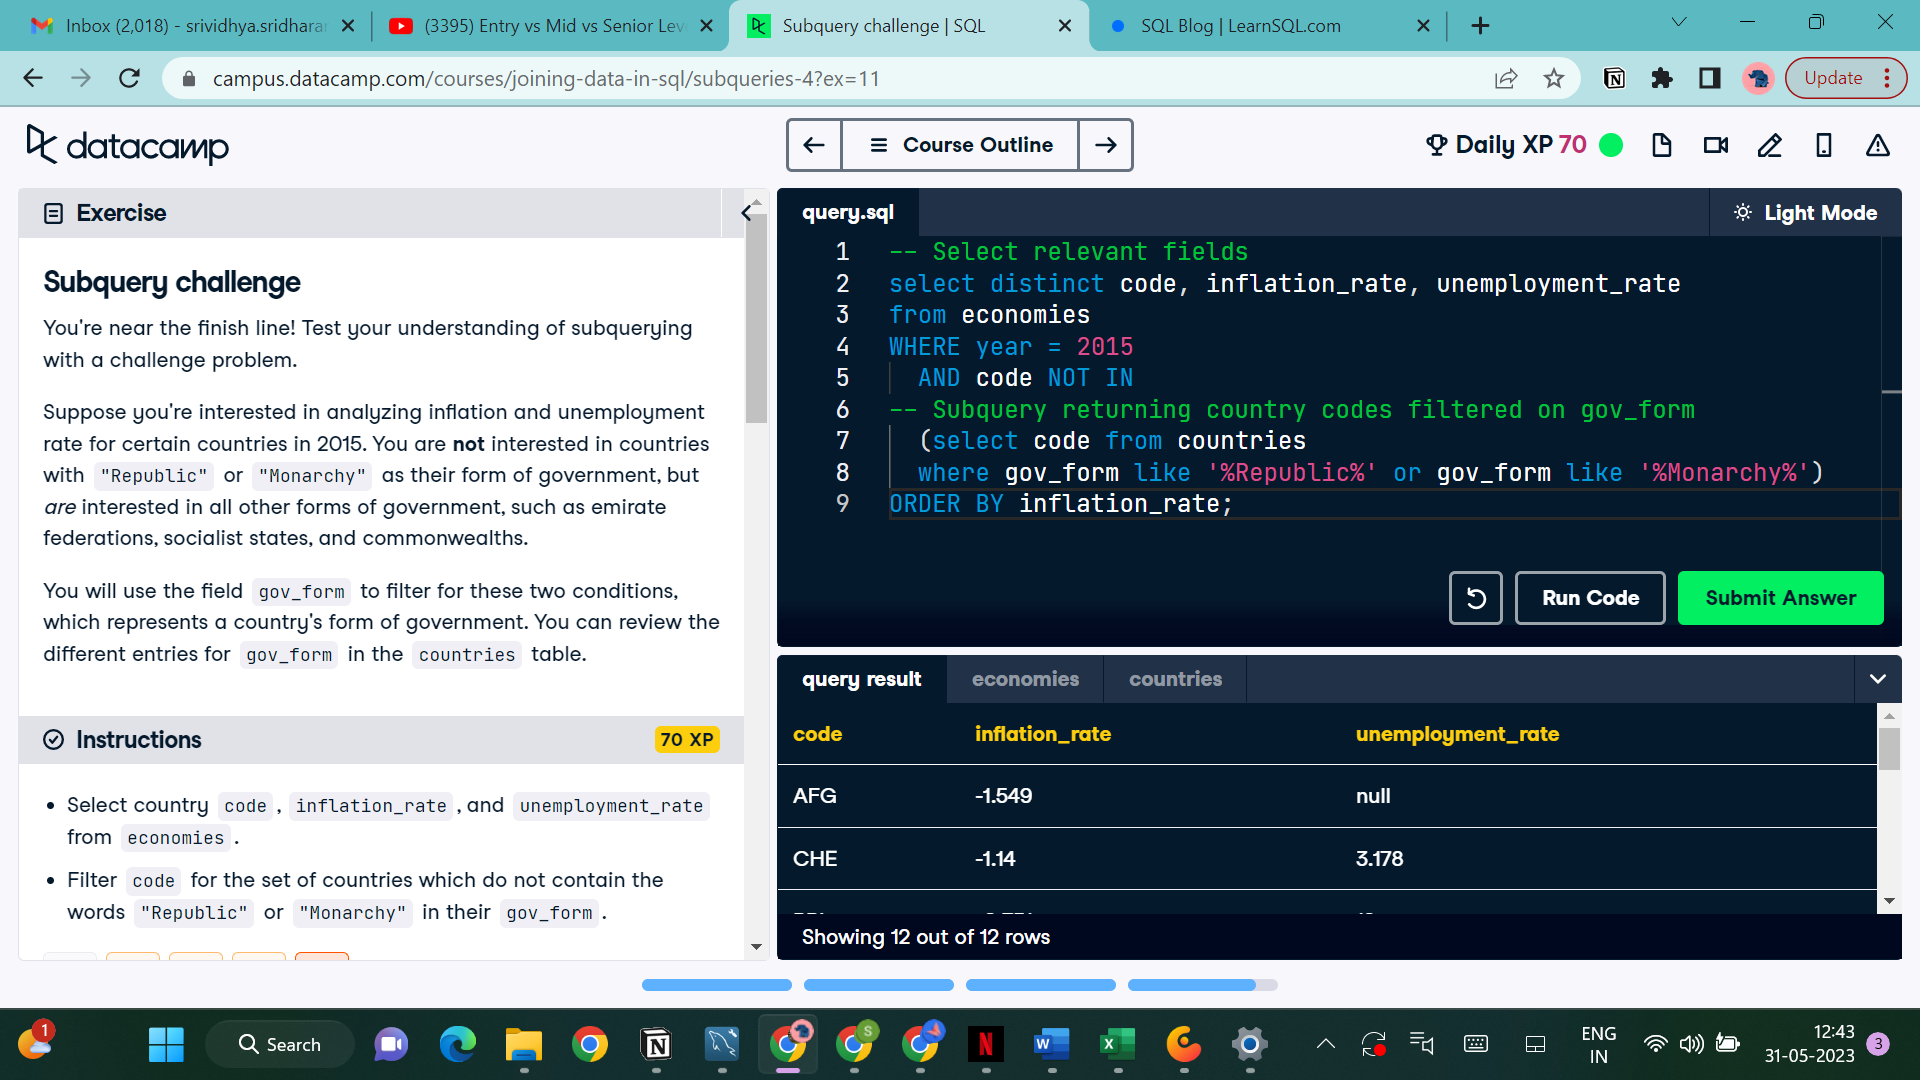 Inbox (2,018) - srividhya.sridharan
(3395) Entry vs Mid vs Senior Lev
Subquery challenge | SQL
SQL Blog | LearnSQL.com
campus.datacamp.com/courses/joining-data-in-sql/subqueries-4?ex=11
Update
datacamp
Course Outline
Daily XP 70
Exercise
Subquery challenge
You're near the finish line! Test your understanding of subquerying
with a challenge problem.
Suppose you're interested in analyzing inflation and unemployment
rate for certain countries in 2015. You are not interested in countries
with "Republic" or "Monarchy" as their form of government, but
are interested in all other forms of government, such as emirate
federations, socialist states, and commonwealths.
You will use the field gov_form to filter for these two conditions,
which represents a country's form of government. You can review the
different entries for gov_form in the countries table.
Instructions
70 XP
• Select country code , inflation_rate , and unemployment_rate
from economies .
• Filter code for the set of countries which do not contain the
words "Republic" or "Monarchy" in their gov_form .
query.sql
Light Mode
1 -- Select relevant fields
2 select distinct code, inflation_rate, unemployment_rate
3 from economies
4 WHERE year = 2015
5 AND code NOT IN
6 -- Subquery returning country codes filtered on gov_form
7 (select code from countries
8 where gov_form like '%Republic%' or gov_form like '%Monarchy%')
9 ORDER BY inflation_rate;
Run Code
Submit Answer
query result
economies
countries
code inflation_rate unemployment_rate
AFG -1.549 null
CHE -1.14 3.178
Showing 12 out of 12 rows
1
Search
S
N
W
X
ENG
IN
12:43
31-05-2023
3